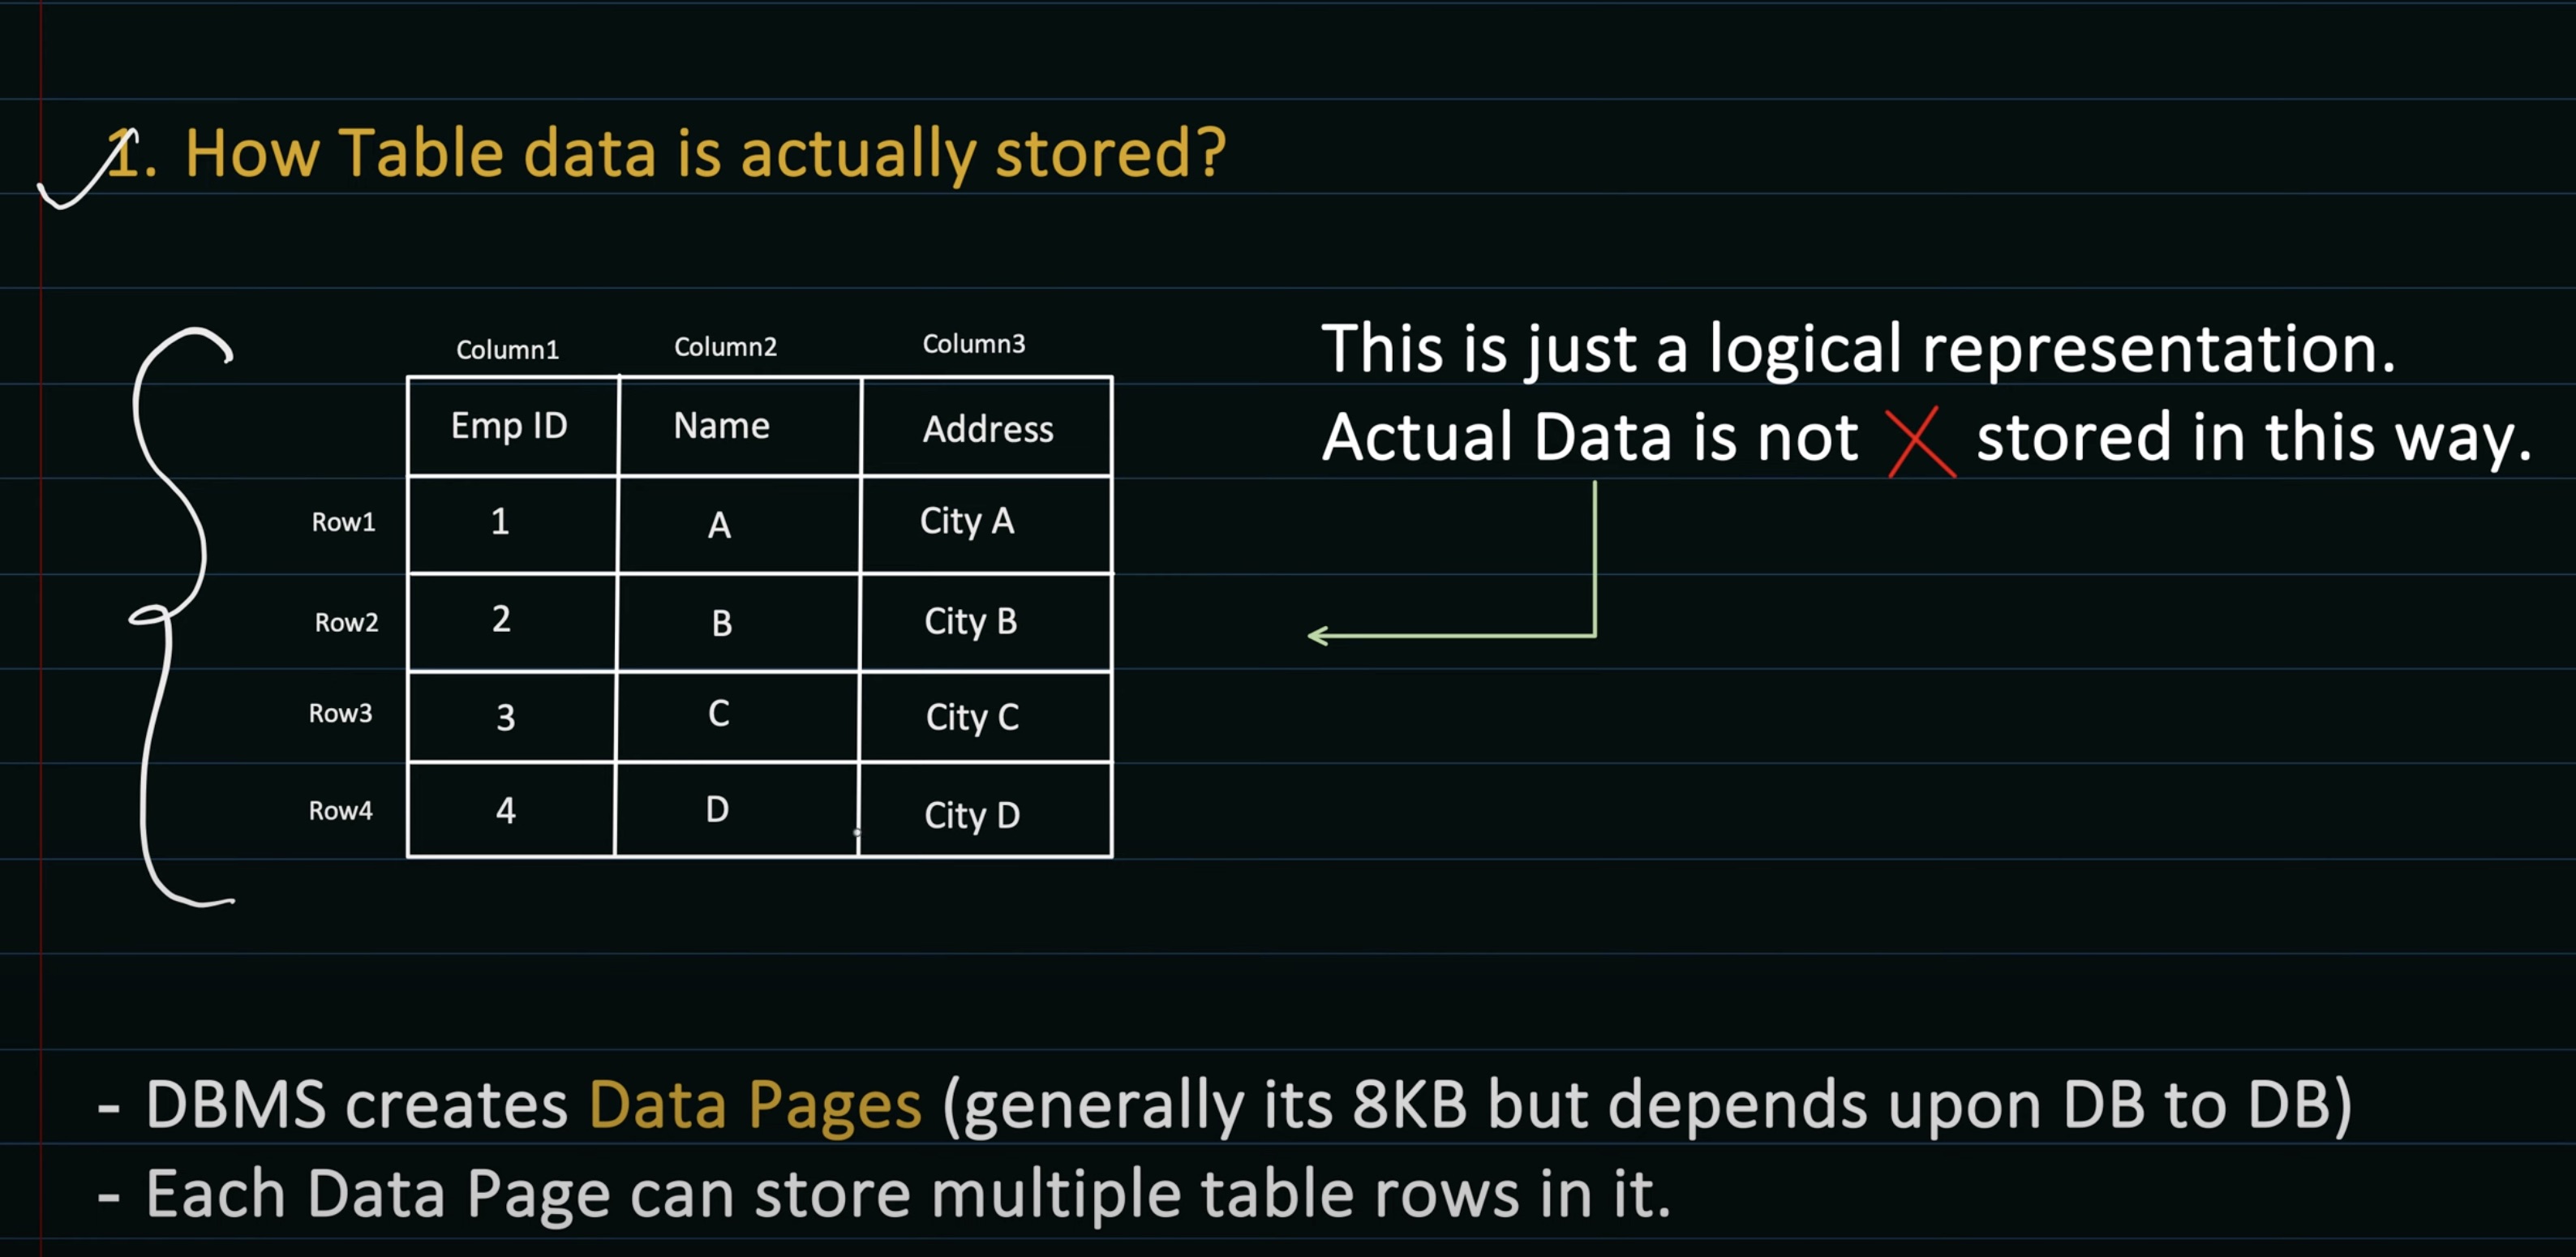 1. How Table data is actually stored?
This is just a logical representation.
Actual Data is not stored in this way.
Column1 Column2 Column3
Emp ID Name Address
Row1 1 A City A
Row2 2 B City B
Row3 3 C City C
Row4 4 D City D
- DBMS creates Data Pages (generally its 8KB but depends upon DB to DB)
- Each Data Page can store multiple table rows in it.